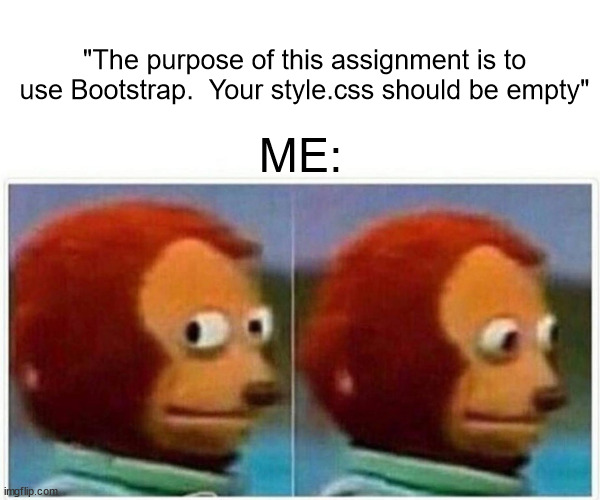 "The purpose of this assignment is to
use Bootstrap.  Your style.css should be empty"
ME:
imgflip.com